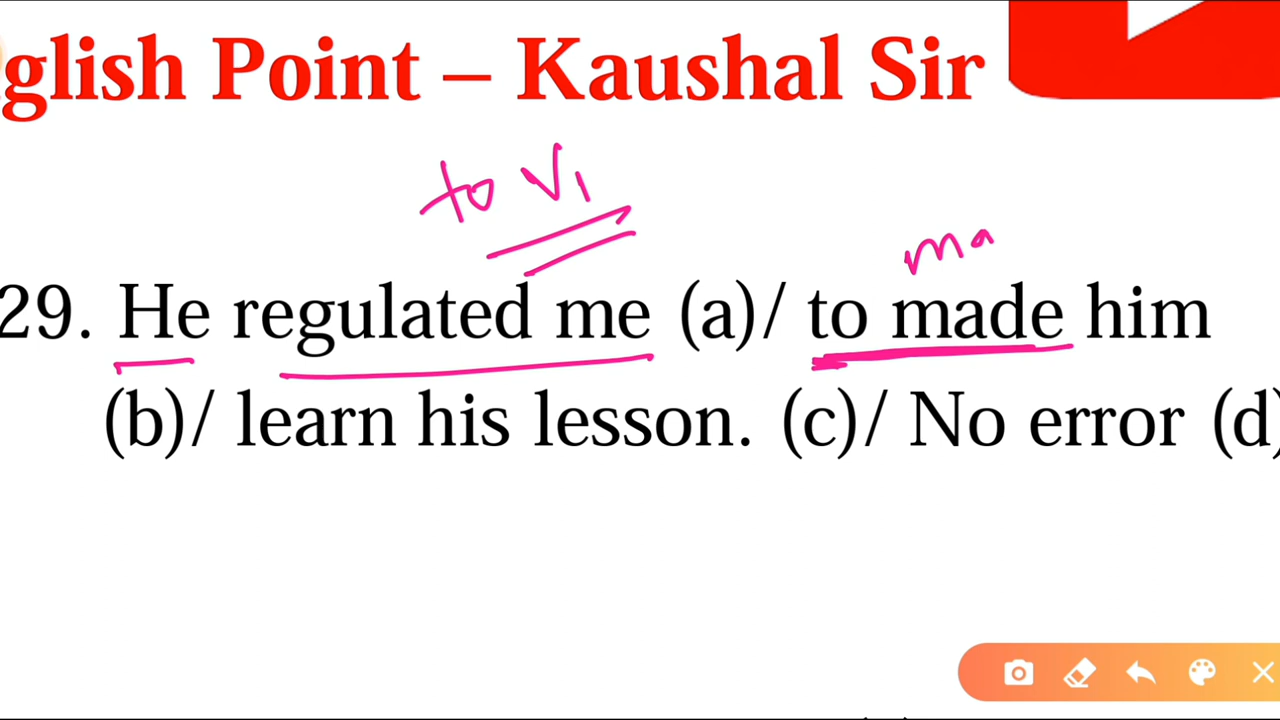 glish Point – Kaushal Sir
to V1
ma
29. He regulated me (a)/ to made him
(b)/ learn his lesson. (c)/ No error (d)